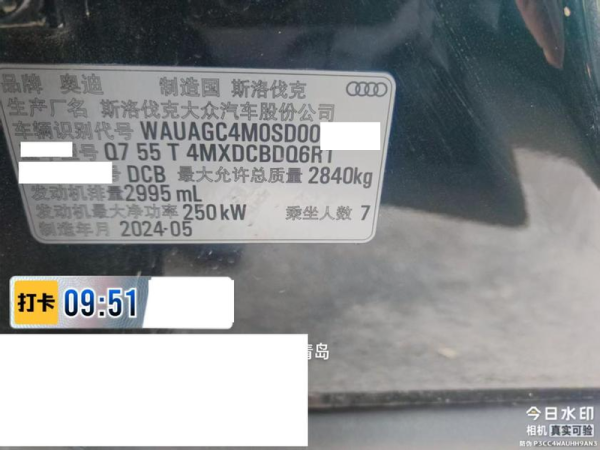 品牌 奥迪 制造国 斯洛伐克
生产厂名 斯洛伐克大众汽车股份公司
车辆识别代号 WAUAGC4M0SD00
Q7 55 T 4MXDCBDQ6R1
号 DCB 最大允许总质量 2840kg
发动机排量 2995 mL
发动机最大净功率 250 kW 乘坐人数 7
制造年月 2024-05
打卡 09:51
青岛
今日水印
相机 真实可验
防伪 P3CC4WAUHH9AN3